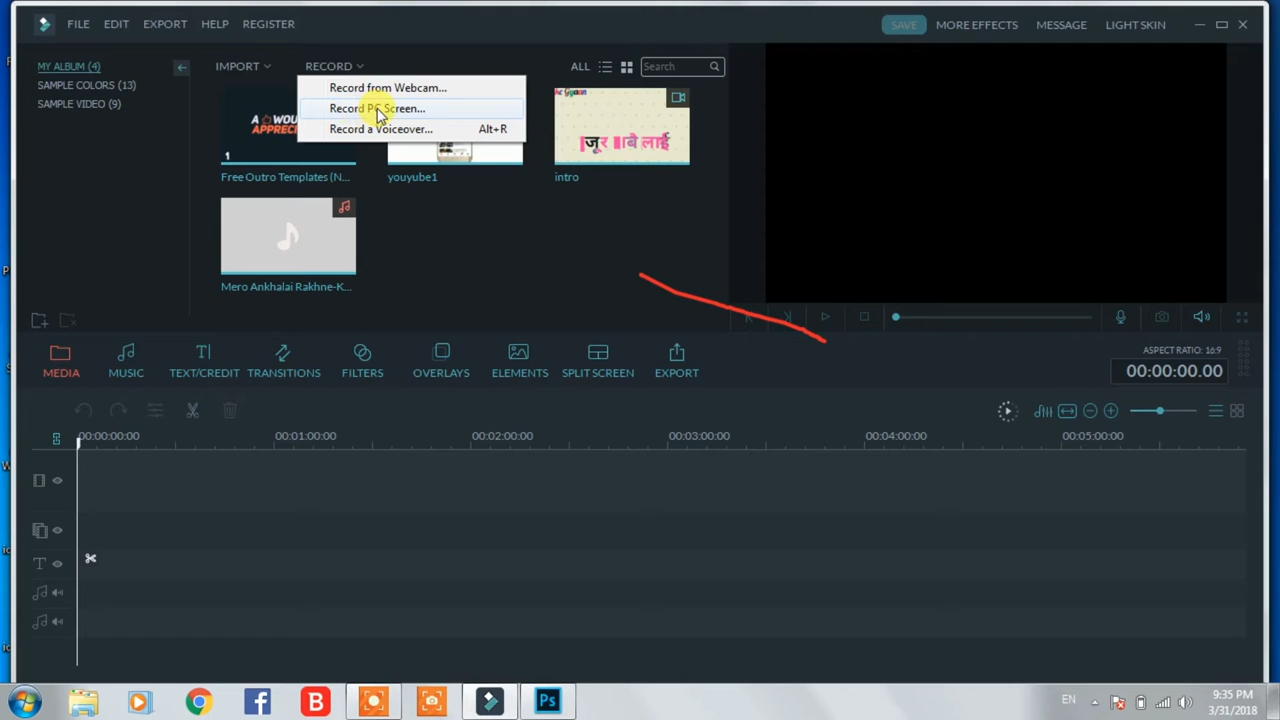 FILE EDIT EXPORT HELP REGISTER SAVE MORE EFFECTS MESSAGE LIGHT SKIN
MY ALBUM (4)
SAMPLE COLORS (13)
SAMPLE VIDEO (9)
IMPORT RECORD ALL Search
Record from Webcam...
Record PC Screen...
Record a Voiceover... Alt+R
1
Free Outro Templates (N... youyube1 intro
Mero Ankhalai Rakhne-K...
MEDIA MUSIC TEXT/CREDIT TRANSITIONS FILTERS OVERLAYS ELEMENTS SPLIT SCREEN EXPORT
ASPECT RATIO: 16:9
00:00:00.00
00:00:00:00 00:01:00:00 00:02:00:00 00:03:00:00 00:04:00:00 00:05:00:00
T
B Ps EN 9:35 PM
3/31/2018